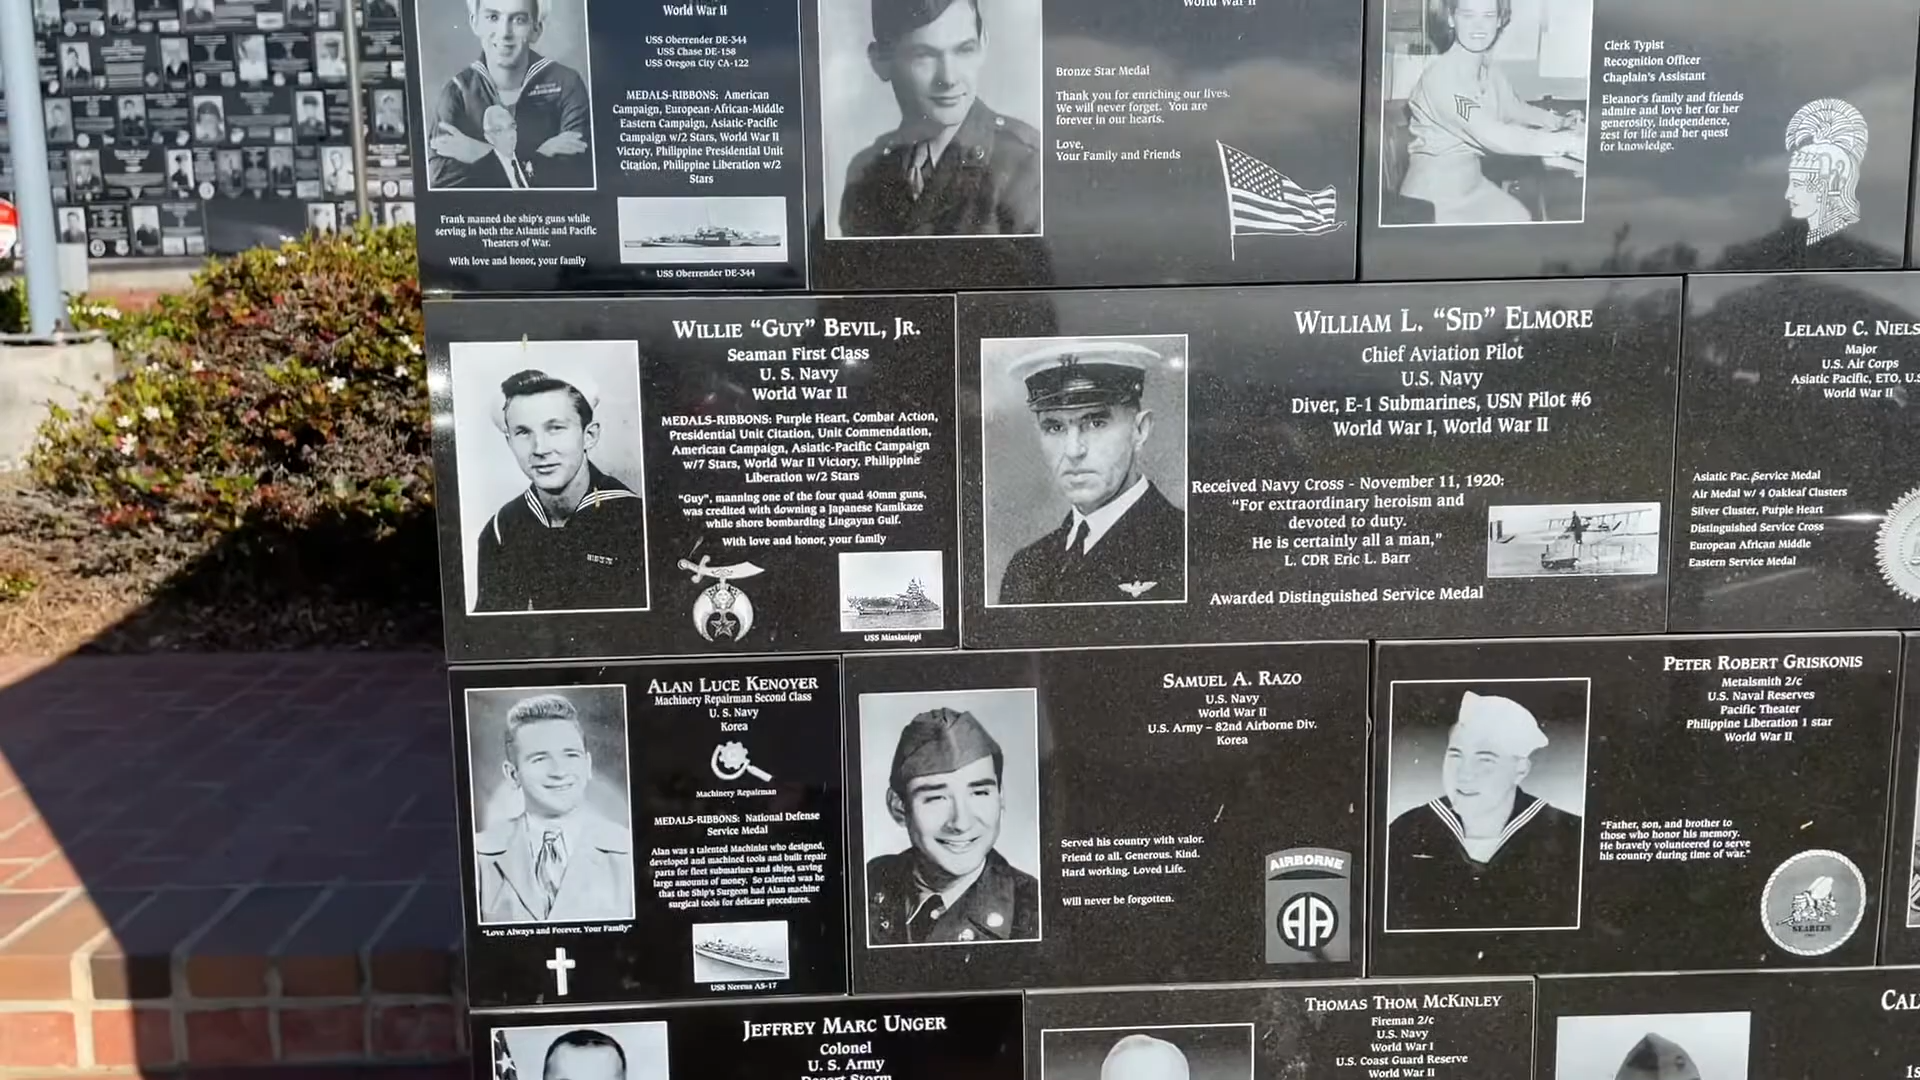 World War II
USS Oberrender DE-344
USS Chase DE-158
USS Oregon City CA-122
MEDALS-RIBBONS: American
Campaign, European-African-Middle
Eastern Campaign, Asiatic-Pacific
Campaign w/2 Stars, World War II
Victory, Philippine Presidential Unit
Citation, Philippine Liberation w/2
Stars
Frank manned the ship's guns while
serving in both the Atlantic and Pacific
Theaters of War.
With love and honor, your family
USS Oberrender DE-344
World War II
Bronze Star Medal
Thank you for enriching our lives.
We will never forget. You are
forever in our hearts.
Love,
Your Family and Friends
Clerk Typist
Recognition Officer
Chaplain's Assistant
Eleanor's family and friends
admire and love her for her
generosity, independence,
zest for life and her quest
for knowledge.
WILLIE "GUY" BEVIL, JR.
Seaman First Class
U. S. Navy
World War II
MEDALS-RIBBONS: Purple Heart, Combat Action,
Presidential Unit Citation, Unit Commendation,
American Campaign, Asiatic-Pacific Campaign
w/7 Stars, World War II Victory, Philippine
Liberation w/2 Stars
"Guy", manning one of the four quad 40mm guns,
was credited with downing a Japanese Kamikaze
while shore bombarding Lingayan Gulf.
With love and honor, your family
USS Mississippi
WILLIAM L. "SID" ELMORE
Chief Aviation Pilot
U.S. Navy
Diver, E-1 Submarines, USN Pilot #6
World War I, World War II
Received Navy Cross - November 11, 1920:
"For extraordinary heroism and
devoted to duty.
He is certainly all a man,"
L. CDR Eric L. Barr
Awarded Distinguished Service Medal
LELAND C. NIELS
Major
U.S. Air Corps
Asiatic Pacific, ETO, U.S
World War II
Asiatic Pac. Service Medal
Air Medal w/ 4 Oakleaf Clusters
Silver Cluster, Purple Heart
Distinguished Service Cross
European African Middle
Eastern Service Medal
ALAN LUCE KENOYER
Machinery Repairman Second Class
U. S. Navy
Korea
Machinery Repairman
MEDALS-RIBBONS: National Defense
Service Medal
Alan was a talented Machinist who designed,
developed and machined tools and built repair
parts for fleet submarines and ships, saving
large amounts of money. So talented was he
that the Ship's Surgeon had Alan machine
surgical tools for delicate procedures.
"Love Always and Forever, Your Family"
USS Nereus AS-17
SAMUEL A. RAZO
U.S. Navy
World War II
U.S. Army – 82nd Airborne Div.
Korea
Served his country with valor.
Friend to all. Generous. Kind.
Hard working. Loved Life.
Will never be forgotten.
AIRBORNE
AA
PETER ROBERT GRISKONIS
Metalsmith 2/c
U.S. Naval Reserves
Pacific Theater
Philippine Liberation 1 star
World War II
"Father, son, and brother to
those who honor his memory.
He bravely volunteered to serve
his country during time of war."
SEABEES
JEFFREY MARC UNGER
Colonel
U. S. Army
Desert Storm
THOMAS THOM MCKINLEY
Fireman 2/c
U.S. Navy
World War I
U.S. Coast Guard Reserve
World War II
CAL
1s